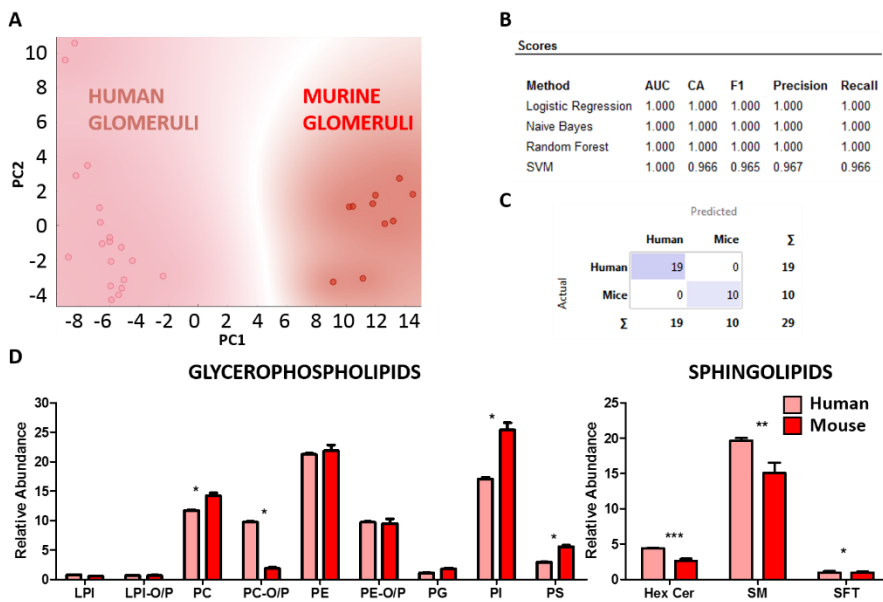 A
10
8
6
4
2
0
-2
-4
PC2
HUMAN
GLOMERULI
MURINE
GLOMERULI
-8 -6 -4 -2 0 2 4 6 8 10 12 14
PC1
B
Scores
Method AUC CA F1 Precision Recall
Logistic Regression 1.000 1.000 1.000 1.000 1.000
Naive Bayes 1.000 1.000 1.000 1.000 1.000
Random Forest 1.000 1.000 1.000 1.000 1.000
SVM 1.000 0.966 0.965 0.967 0.966
C
Predicted
Human Mice Σ
Actual
Human 19 0 19
Mice 0 10 10
Σ 19 10 29
D
GLYCEROPHOSPHOLIPIDS
Relative Abundance
30
25
20
15
10
5
0
* * * *
LPI LPI-O/P PC PC-O/P PE PE-O/P PG PI PS
SPHINGOLIPIDS
Human
Mouse
Relative Abundance
30
25
20
15
10
5
0
*** ** *
Hex Cer SM SFT